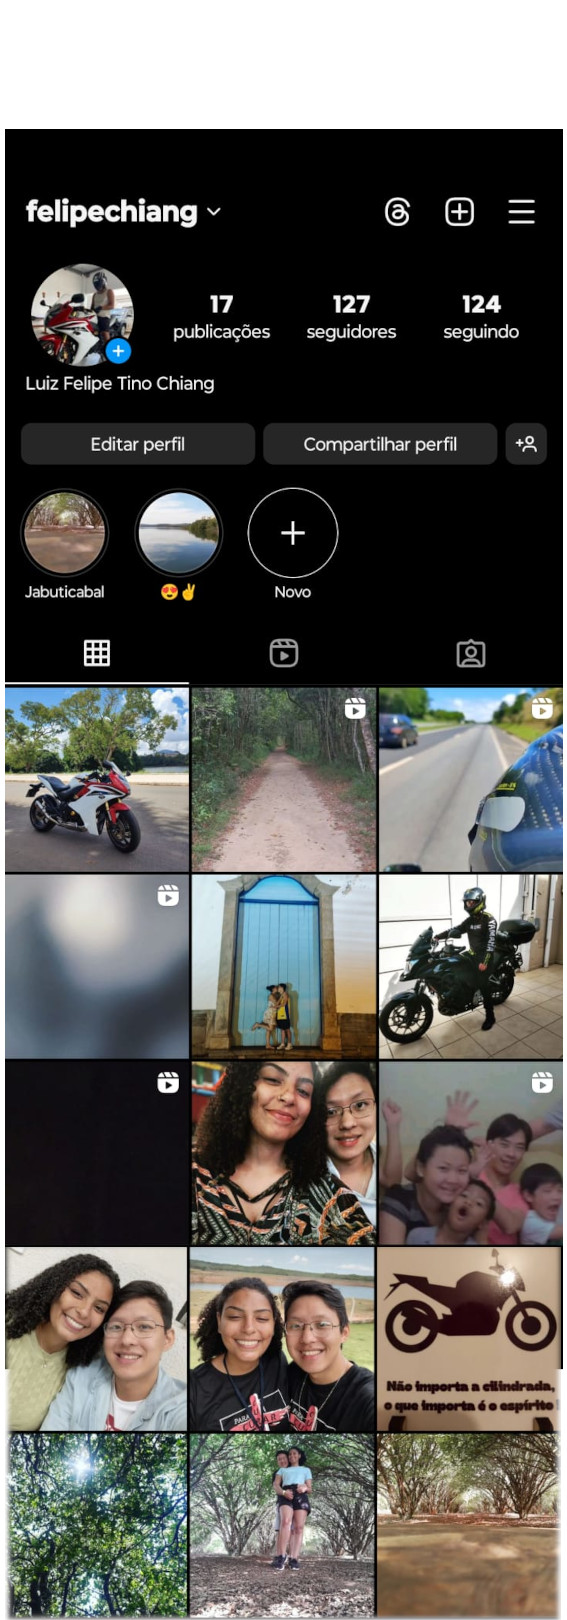 felipechiang
17
127
124
publicações
seguidores
seguindo
Luiz Felipe Tino Chiang
Editar perfil
Compartilhar perfil
Jabuticabal
😍✌
Novo
YAMAHA
Não importa a cilindrada,
o que importa é o espírito